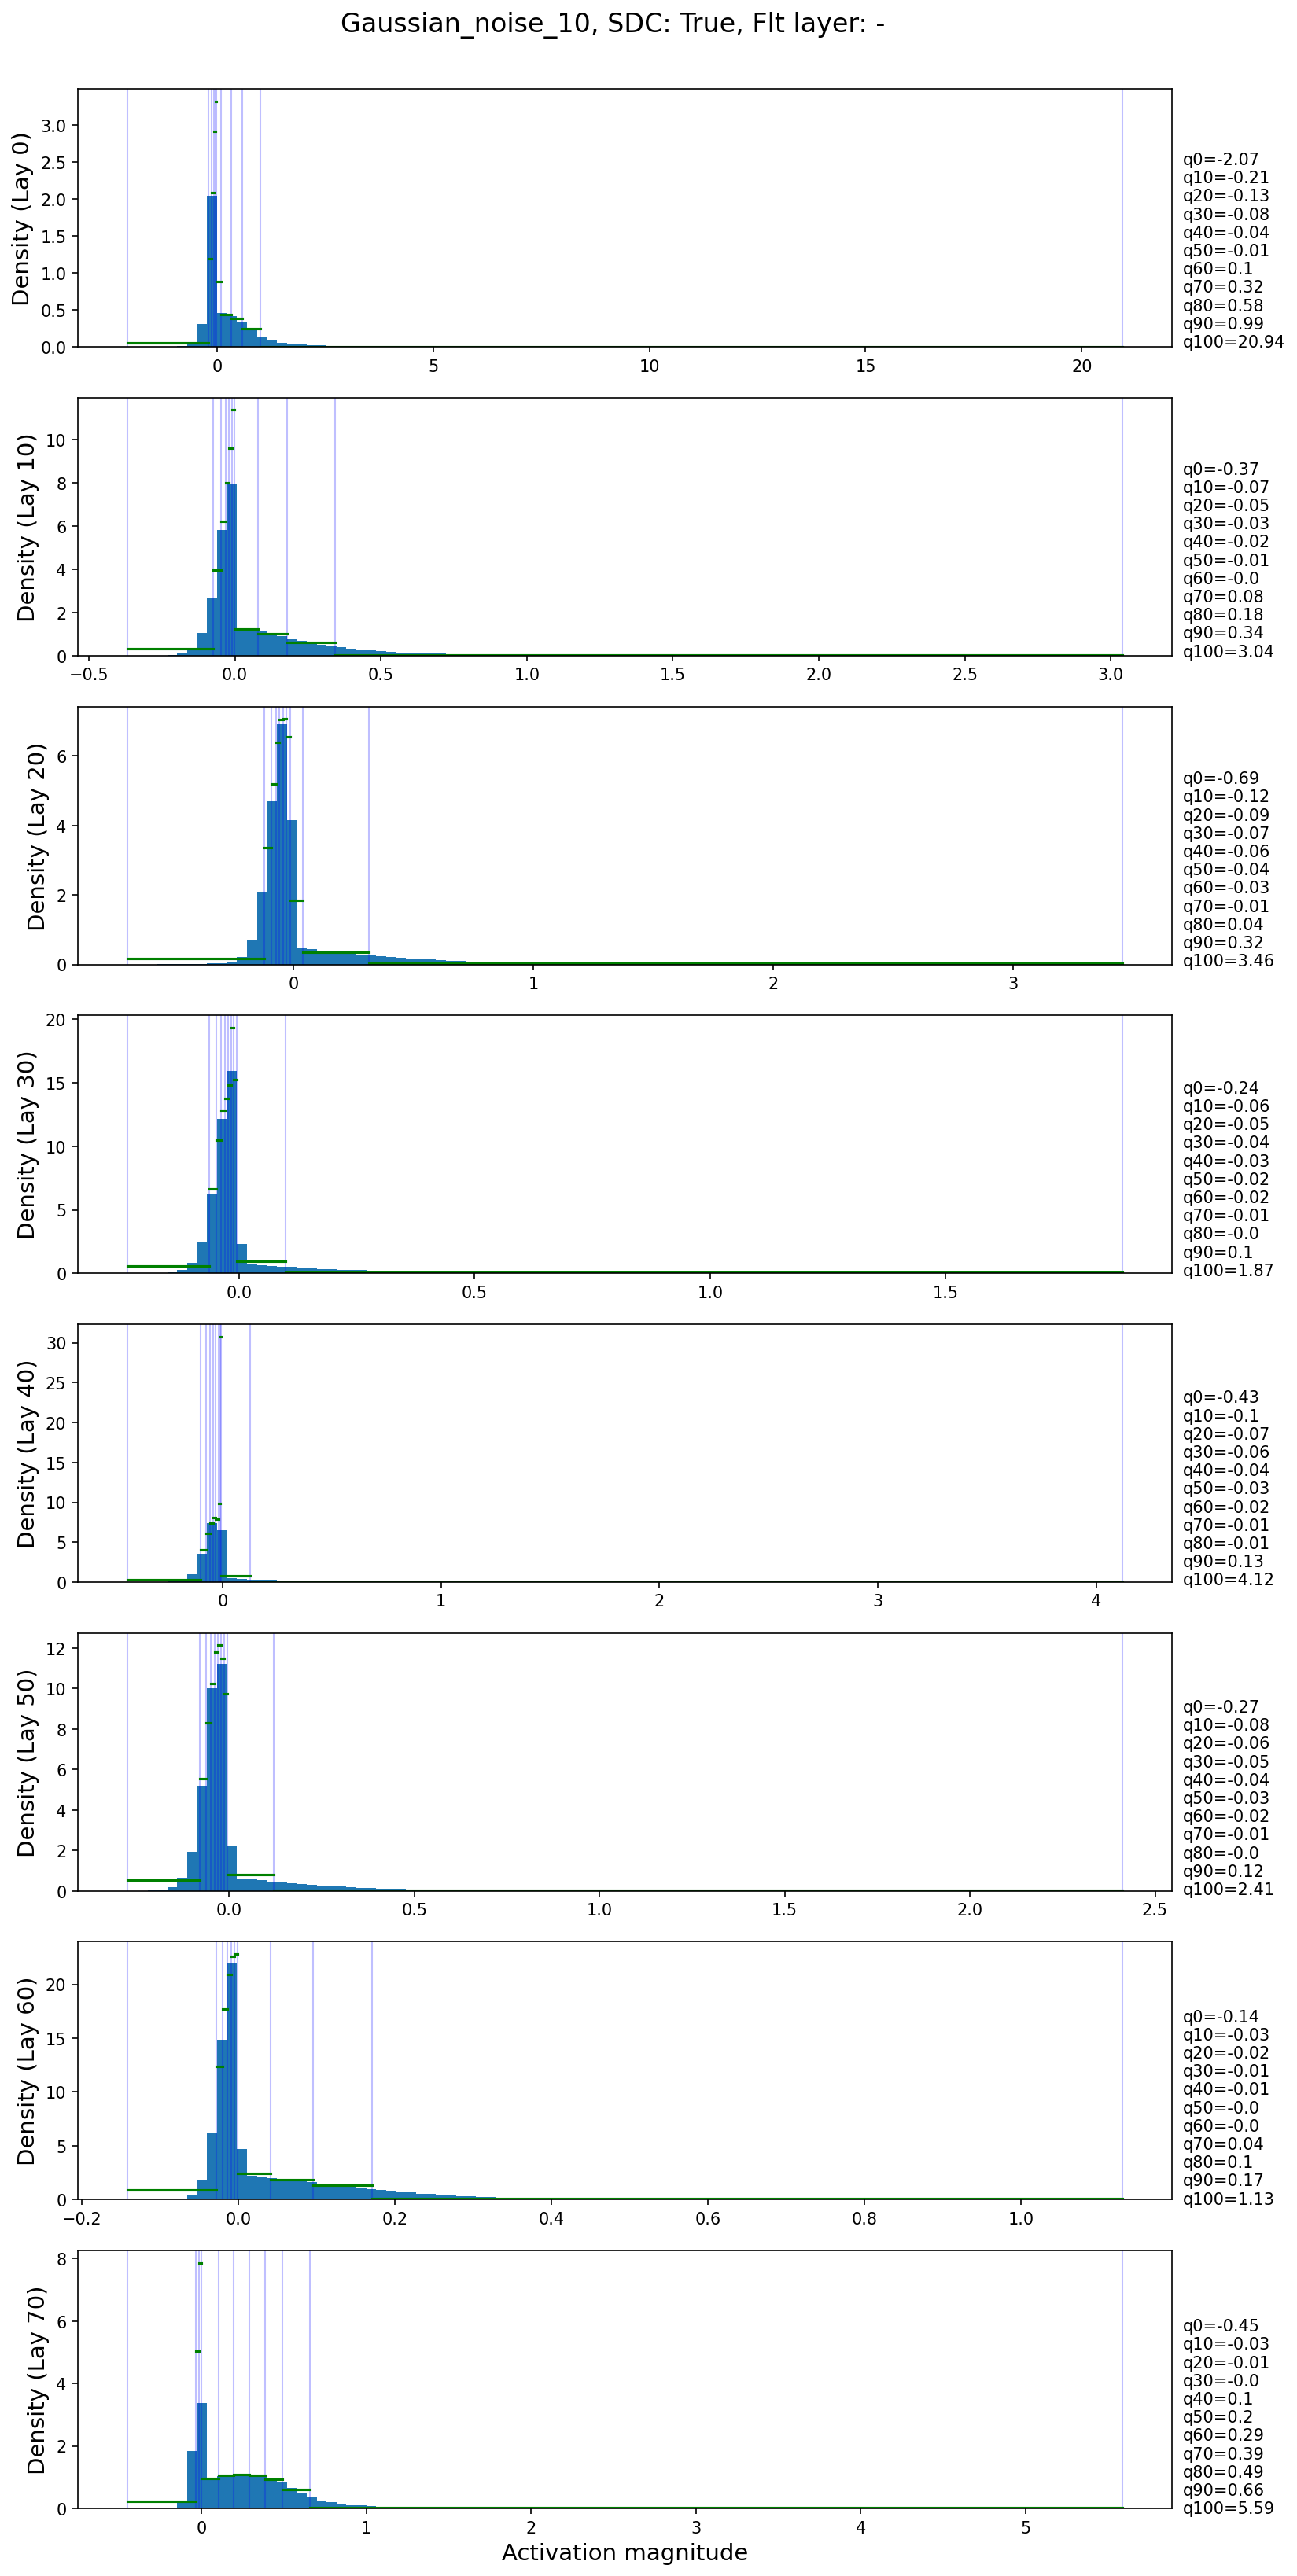 Gaussian_noise_10, SDC: True, Flt layer: -
Density (Lay 0)
3.0
2.5
2.0
1.5
1.0
0.5
0.0
0
5
10
15
20
q0=-2.07
q10=-0.21
q20=-0.13
q30=-0.08
q40=-0.04
q50=-0.01
q60=0.1
q70=0.32
q80=0.58
q90=0.99
q100=20.94
Density (Lay 10)
10
8
6
4
2
0
−0.5
0.0
0.5
1.0
1.5
2.0
2.5
3.0
q0=-0.37
q10=-0.07
q20=-0.05
q30=-0.03
q40=-0.02
q50=-0.01
q60=-0.0
q70=0.08
q80=0.18
q90=0.34
q100=3.04
Density (Lay 20)
6
4
2
0
0
1
2
3
q0=-0.69
q10=-0.12
q20=-0.09
q30=-0.07
q40=-0.06
q50=-0.04
q60=-0.03
q70=-0.01
q80=0.04
q90=0.32
q100=3.46
Density (Lay 30)
20
15
10
5
0
0.0
0.5
1.0
1.5
q0=-0.24
q10=-0.06
q20=-0.05
q30=-0.04
q40=-0.03
q50=-0.02
q60=-0.02
q70=-0.01
q80=-0.0
q90=0.1
q100=1.87
Density (Lay 40)
30
25
20
15
10
5
0
0
1
2
3
4
q0=-0.43
q10=-0.1
q20=-0.07
q30=-0.06
q40=-0.04
q50=-0.03
q60=-0.02
q70=-0.01
q80=-0.01
q90=0.13
q100=4.12
Density (Lay 50)
12
10
8
6
4
2
0
0.0
0.5
1.0
1.5
2.0
2.5
q0=-0.27
q10=-0.08
q20=-0.06
q30=-0.05
q40=-0.04
q50=-0.03
q60=-0.02
q70=-0.01
q80=-0.0
q90=0.12
q100=2.41
Density (Lay 60)
20
15
10
5
0
−0.2
0.0
0.2
0.4
0.6
0.8
1.0
q0=-0.14
q10=-0.03
q20=-0.02
q30=-0.01
q40=-0.01
q50=-0.0
q60=-0.0
q70=0.04
q80=0.1
q90=0.17
q100=1.13
Density (Lay 70)
8
6
4
2
0
0
1
2
3
4
5
q0=-0.45
q10=-0.03
q20=-0.01
q30=-0.0
q40=0.1
q50=0.2
q60=0.29
q70=0.39
q80=0.49
q90=0.66
q100=5.59
Activation magnitude